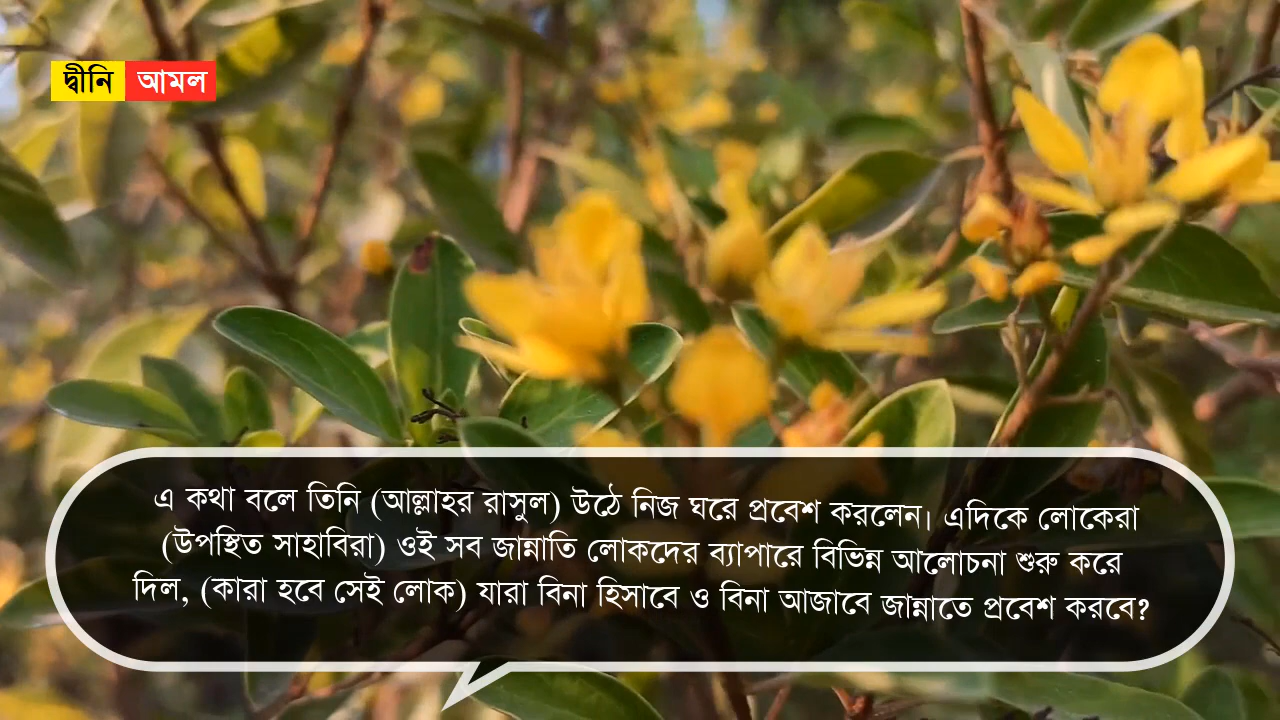 দ্বীনি আমল
এ কথা বলে তিনি (আল্লাহর রাসুল) উঠে নিজ ঘরে প্রবেশ করলেন। এদিকে লোকেরা
(উপস্থিত সাহাবিরা) ওই সব জান্নাতি লোকদের ব্যাপারে বিভিন্ন আলোচনা শুরু করে
দিল, (কারা হবে সেই লোক) যারা বিনা হিসাবে ও বিনা আজাবে জান্নাতে প্রবেশ করবে?